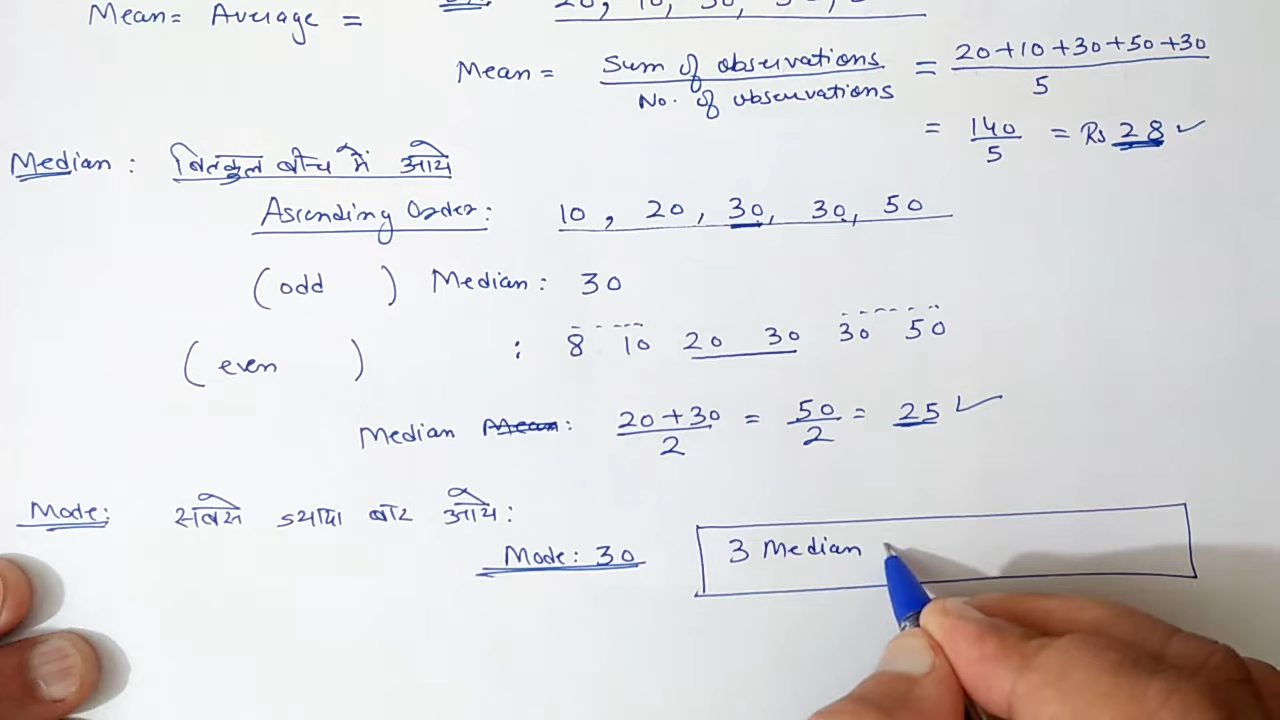 Mean = Average =
Mean = Sum of observations / No. of observations = 20+10+30+50+30 / 5
= 140 / 5 = Rs 28 ✓
Median : बिलकुल बीच में आये
Ascending Order: 10, 20, 30, 30, 50
(odd ) Median: 30
(even ) : 8 10 20 30 30 50
Median Mean: 20+30 / 2 = 50 / 2 = 25 ✓
Mode: सबसे ज्यादा बार आये:
Mode: 30
3 Median